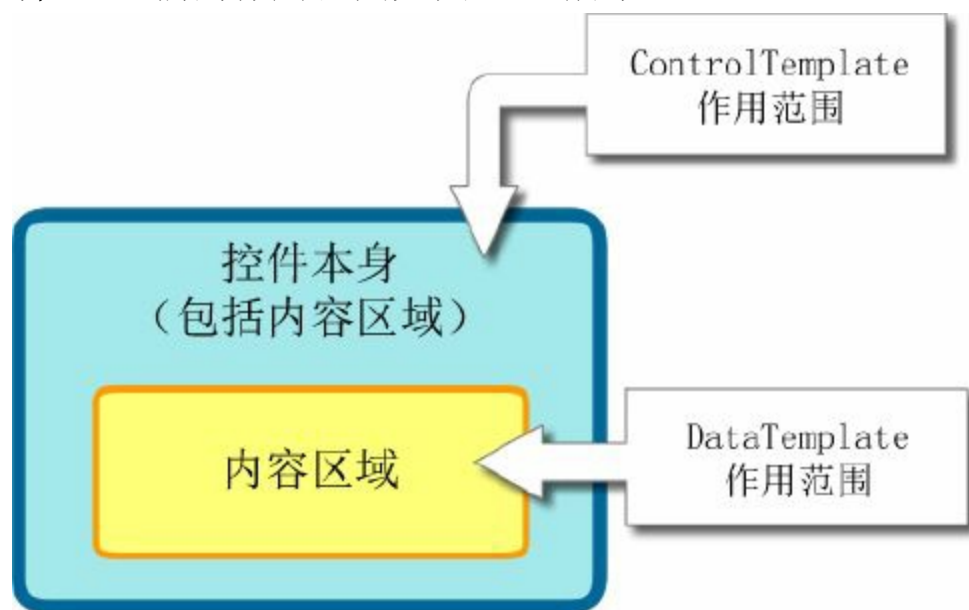 ControlTemplate
作用范围
控件本身
（包括内容区域）
内容区域
DataTemplate
作用范围